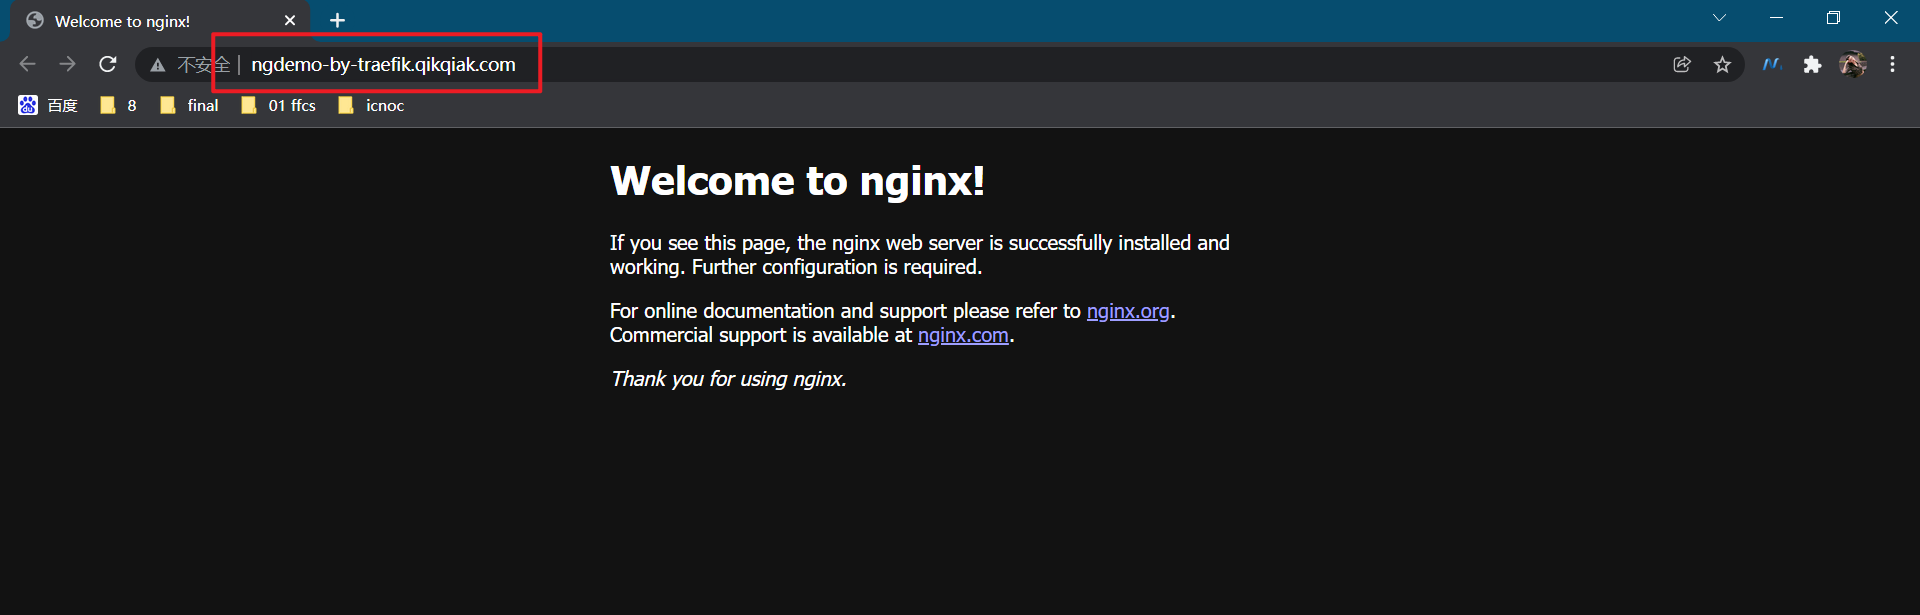 Welcome to nginx!
不安全 ngdemo-by-traefik.qikqiak.com
百度 8 final 01 ffcs icnoc
Welcome to nginx!
If you see this page, the nginx web server is successfully installed and
working. Further configuration is required.
For online documentation and support please refer to nginx.org.
Commercial support is available at nginx.com.
Thank you for using nginx.